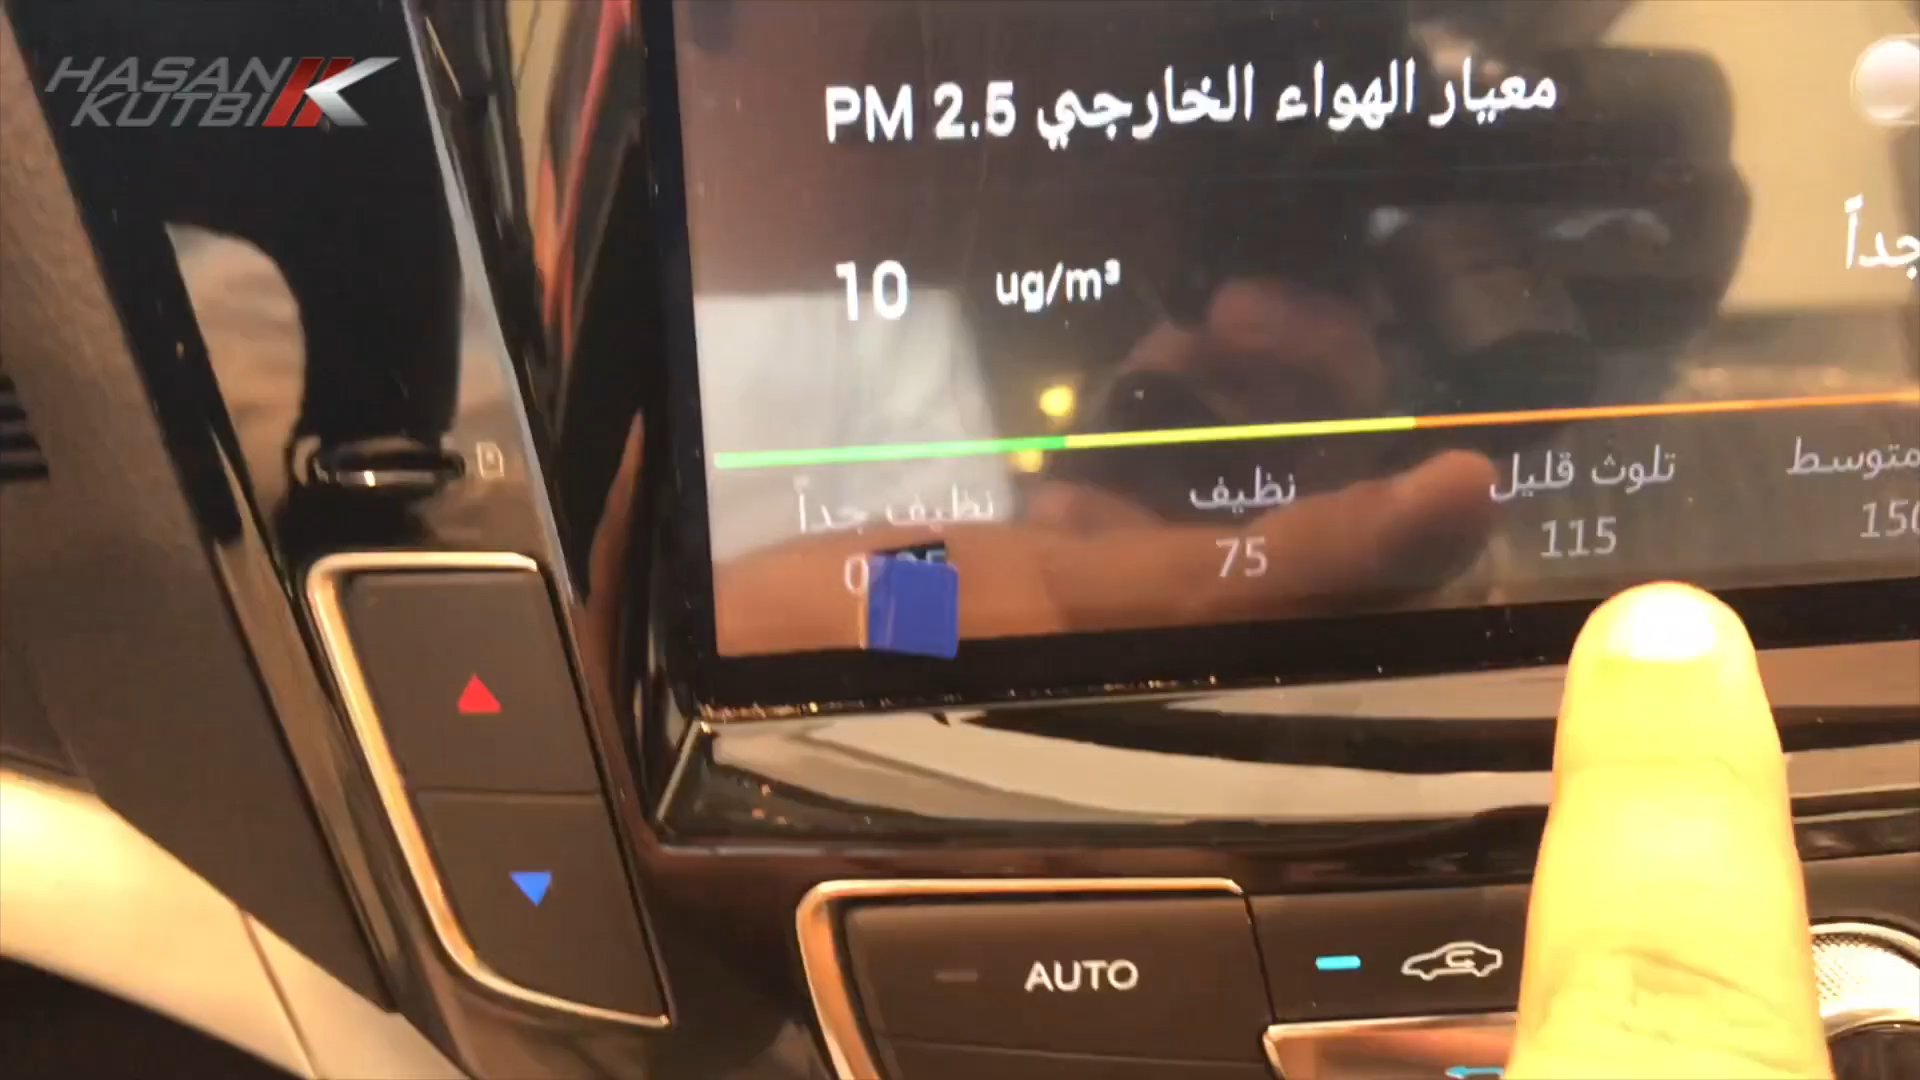 HASAN
KUTBI
معيار الهواء الخارجي PM 2.5
10 ug/m³
جداً
نظيف جداً
نظيف
تلوث قليل
متوسط
75
115
150
AUTO